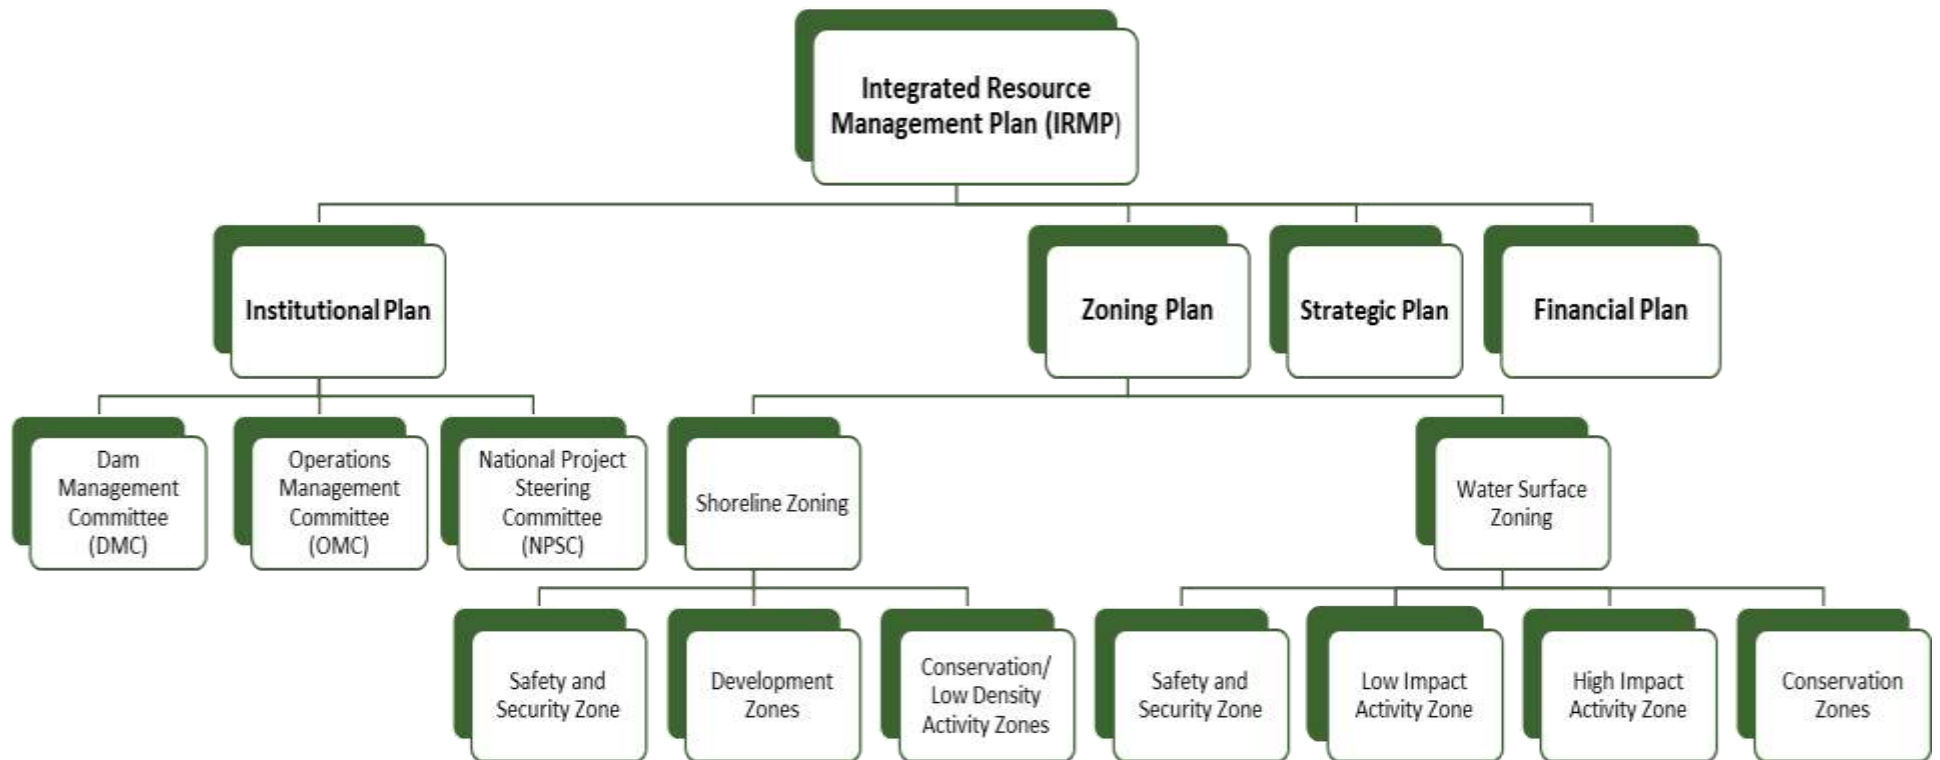 Integrated Resource
Management Plan (IRMP)
Institutional Plan
Zoning Plan
Strategic Plan
Financial Plan
Dam
Management
Committee
(DMC)
Operations
Management
Committee
(OMC)
National Project
Steering
Committee
(NPSC)
Shoreline Zoning
Water Surface
Zoning
Safety and
Security Zone
Development
Zones
Conservation/
Low Density
Activity Zones
Safety and
Security Zone
Low Impact
Activity Zone
High Impact
Activity Zone
Conservation
Zones